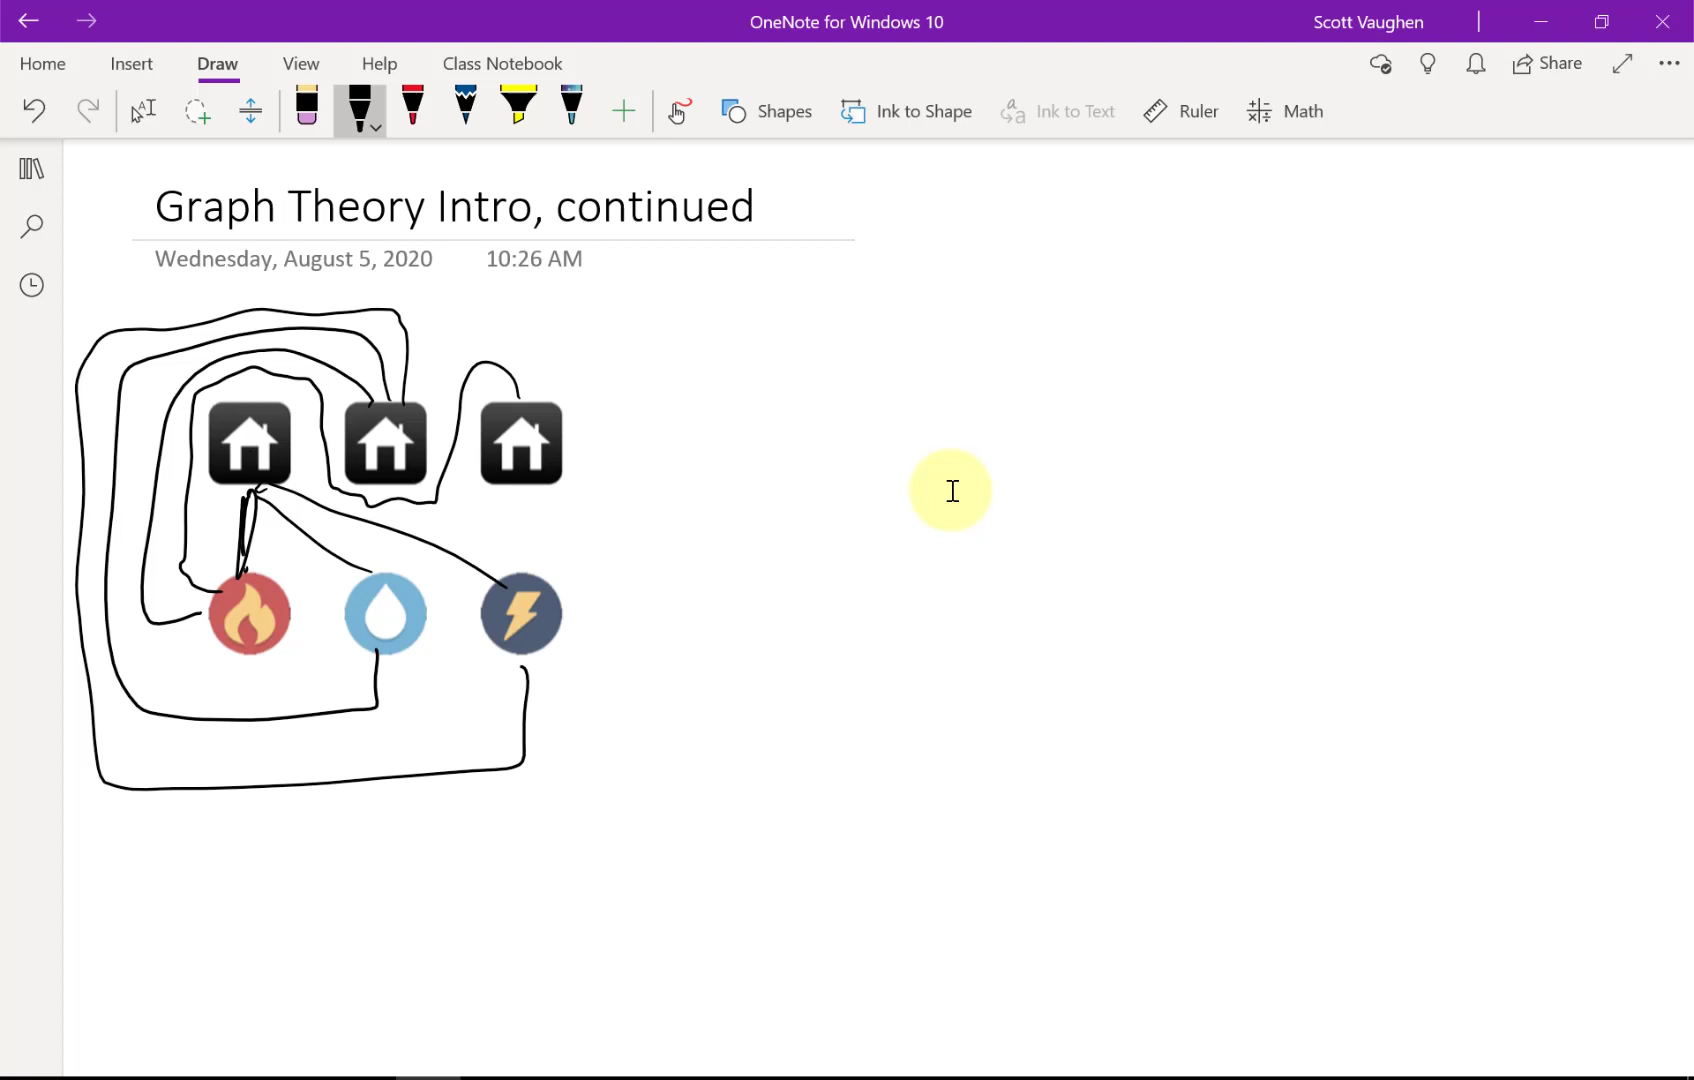 OneNote for Windows 10
Scott Vaughen
Home Insert Draw View Help Class Notebook
Share
Shapes Ink to Shape Ink to Text Ruler Math
Graph Theory Intro, continued
Wednesday, August 5, 2020 10:26 AM